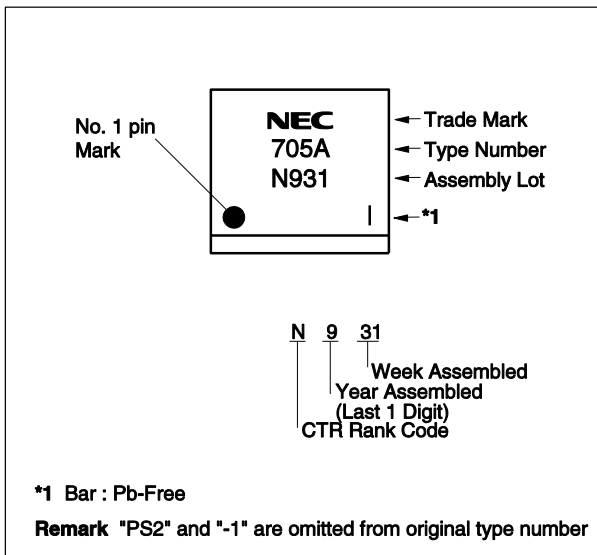 No. 1 pin
Mark
NEC
705A
N931
Trade Mark
Type Number
Assembly Lot
*1
N 9 31
Week Assembled
Year Assembled
(Last 1 Digit)
CTR Rank Code
*1 Bar : Pb-Free
Remark "PS2" and "-1" are omitted from original type number